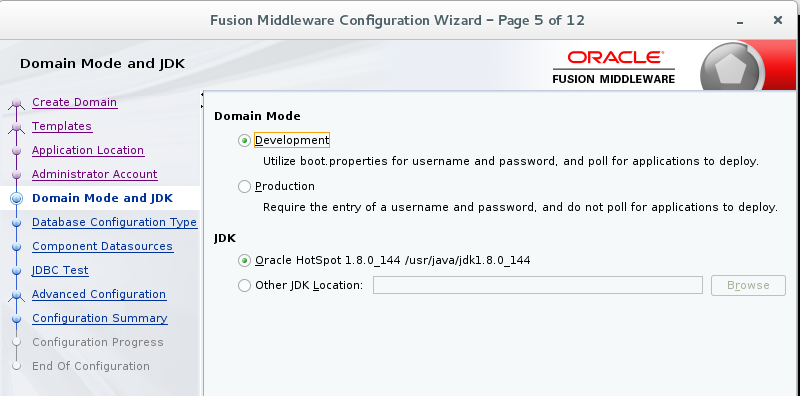 Fusion Middleware Configuration Wizard – Page 5 of 12
Domain Mode and JDK
ORACLE
FUSION MIDDLEWARE
Create Domain
Templates
Application Location
Administrator Account
Domain Mode and JDK
Database Configuration Type
Component Datasources
JDBC Test
Advanced Configuration
Configuration Summary
Configuration Progress
End Of Configuration
Domain Mode
Development
Utilize boot.properties for username and password, and poll for applications to deploy.
Production
Require the entry of a username and password, and do not poll for applications to deploy.
JDK
Oracle HotSpot 1.8.0_144 /usr/java/jdk1.8.0_144
Other JDK Location:
Browse